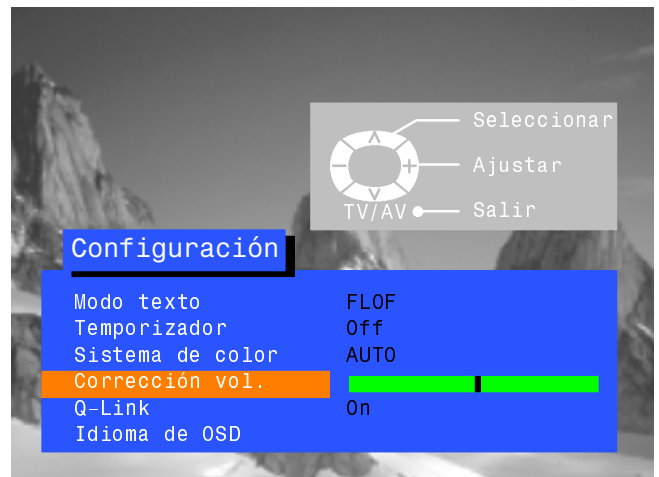 Seleccionar
Ajustar
TV/AV Salir
Configuración
Modo texto FLOF
Temporizador Off
Sistema de color AUTO
Corrección vol.
Q-Link On
Idioma de OSD